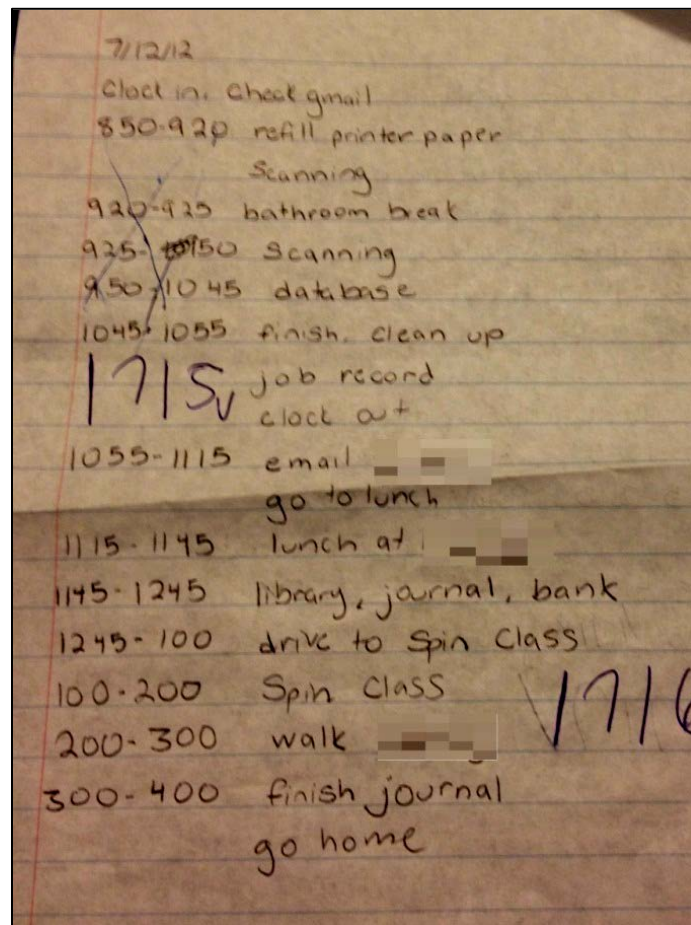 7/12/12
Clock in. Check gmail
850-920 refill printer paper
Scanning
920-925 bathroom break
925-950 scanning
950-1045 database
1045-1055 finish. clean up
1715 job record
clock out
1055-1115 email
go to lunch
1115-1145 lunch at
1145-1245 library, journal, bank
1245-100 drive to Spin Class
100-200 Spin Class
1716
200-300 walk
300-400 finish journal
go home